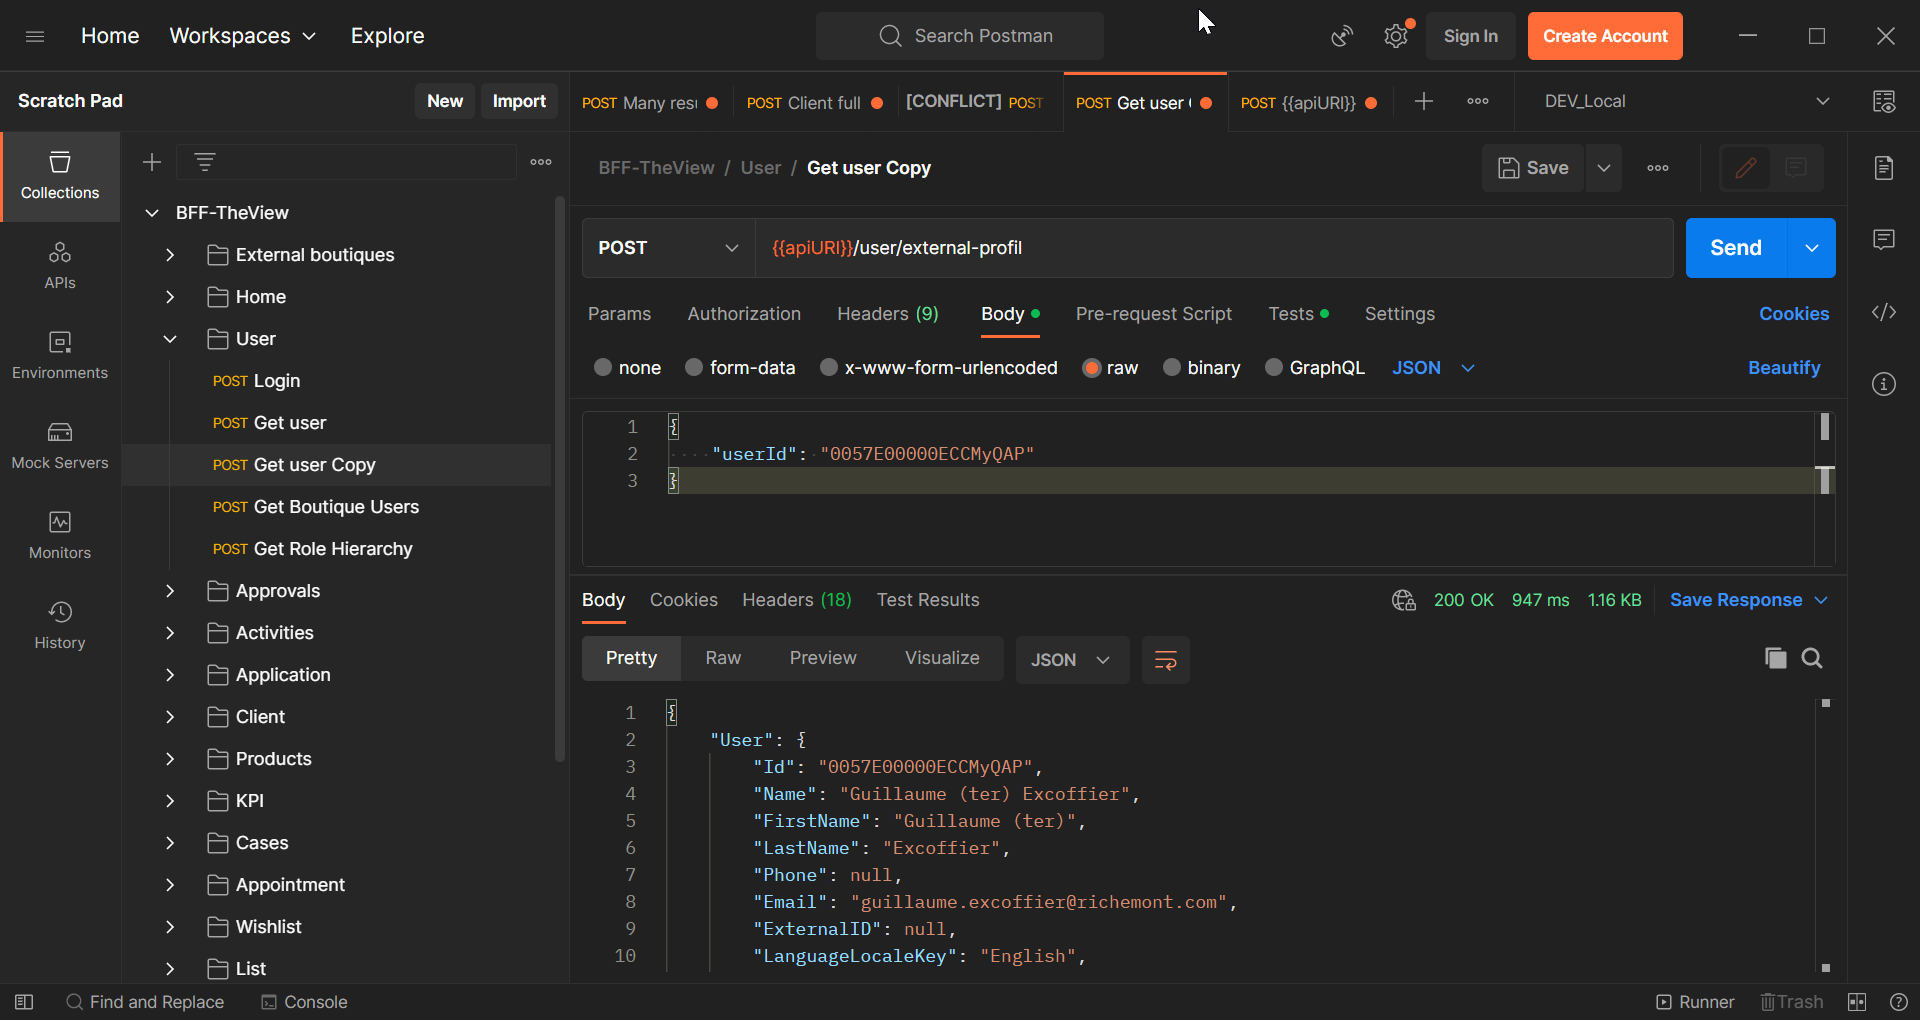 Home Workspaces Explore Search Postman Sign In Create Account
Scratch Pad New Import
POST Many resu POST Client full [CONFLICT] POST POST Get user POST {{apiURI}} DEV_Local
Collections
APIs
Environments
Mock Servers
Monitors
History
BFF-TheView
External boutiques
Home
User
POST Login
POST Get user
POST Get user Copy
POST Get Boutique Users
POST Get Role Hierarchy
Approvals
Activities
Application
Client
Products
KPI
Cases
Appointment
Wishlist
List
BFF-TheView / User / Get user Copy Save
POST {{apiURI}}/user/external-profil Send
Params Authorization Headers (9) Body Pre-request Script Tests Settings Cookies
none form-data x-www-form-urlencoded raw binary GraphQL JSON Beautify
1 {
2 "userId": "0057E00000ECCMyQAP"
3 }
Body Cookies Headers (18) Test Results 200 OK 947 ms 1.16 KB Save Response
Pretty Raw Preview Visualize JSON
1 {
2 "User": {
3 "Id": "0057E00000ECCMyQAP",
4 "Name": "Guillaume (ter) Excoffier",
5 "FirstName": "Guillaume (ter)",
6 "LastName": "Excoffier",
7 "Phone": null,
8 "Email": "guillaume.excoffier@richemont.com",
9 "ExternalID": null,
10 "LanguageLocaleKey": "English",
Find and Replace Console Runner Trash